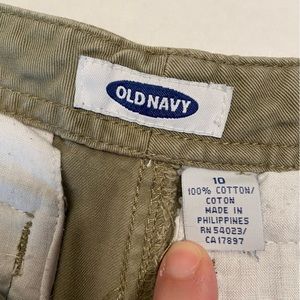 OLD NAVY
10
100% COTTON/
COTON
MADE IN
PHILIPPINES
RN 54023/
CA17897